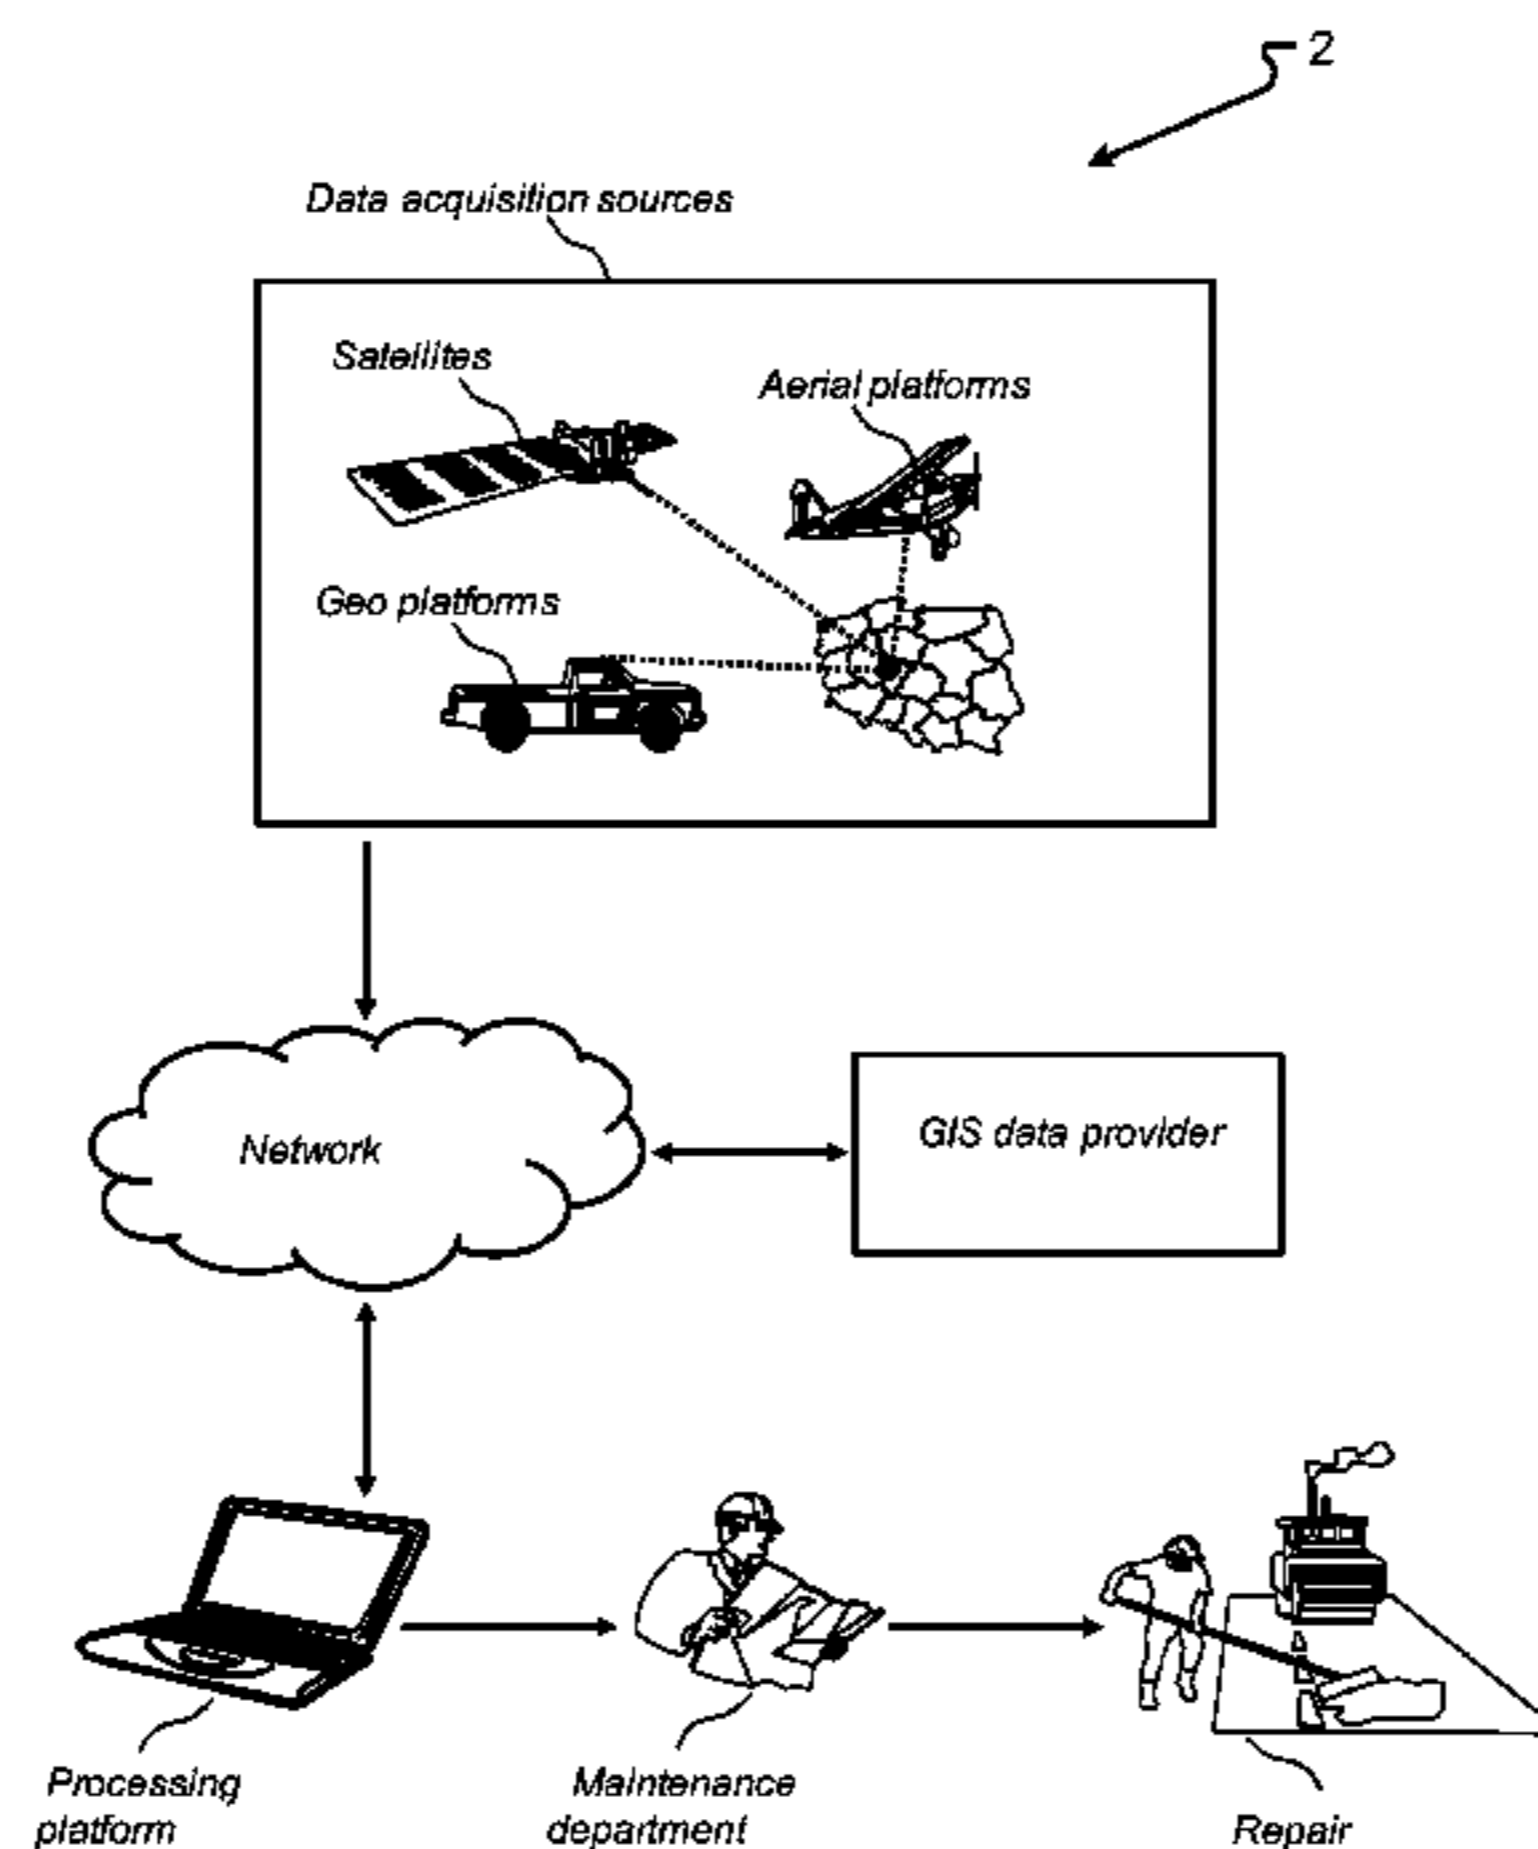 2
Data acquisition sources
Satellites
Aerial platforms
Geo platforms
Network
GIS data provider
Processing
platform
Maintenance
department
Repair